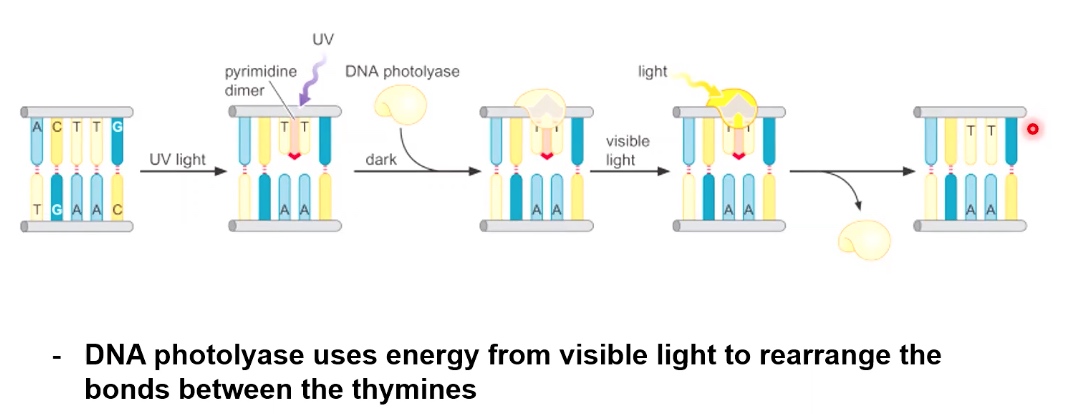 UV
pyrimidine
dimer
DNA photolyase
light
A C T T G
T G A A C
UV light
T T
A A
dark
T T
A A
visible
light
T T
A A
T T
A A
- DNA photolyase uses energy from visible light to rearrange the
bonds between the thymines